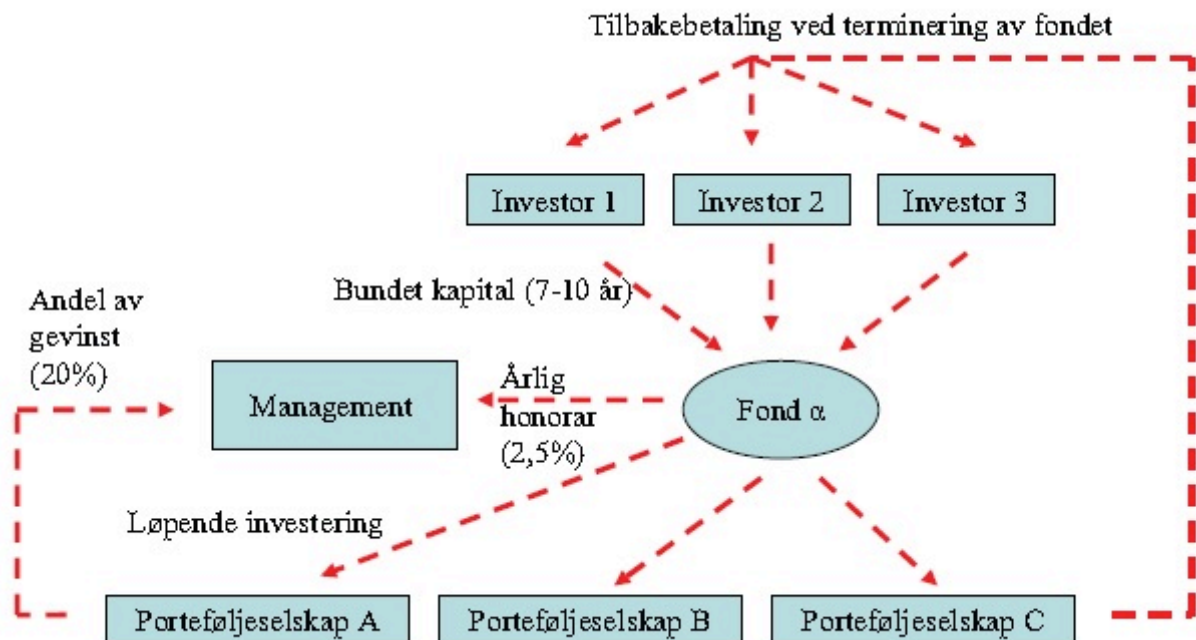 Tilbakebetaling ved terminering av fondet
Investor 1
Investor 2
Investor 3
Bundet kapital (7-10 år)
Andel av
gevinst
(20%)
Management
Årlig
honorar
(2,5%)
Fond α
Løpende investering
Porteføljeselskap A
Porteføljeselskap B
Porteføljeselskap C